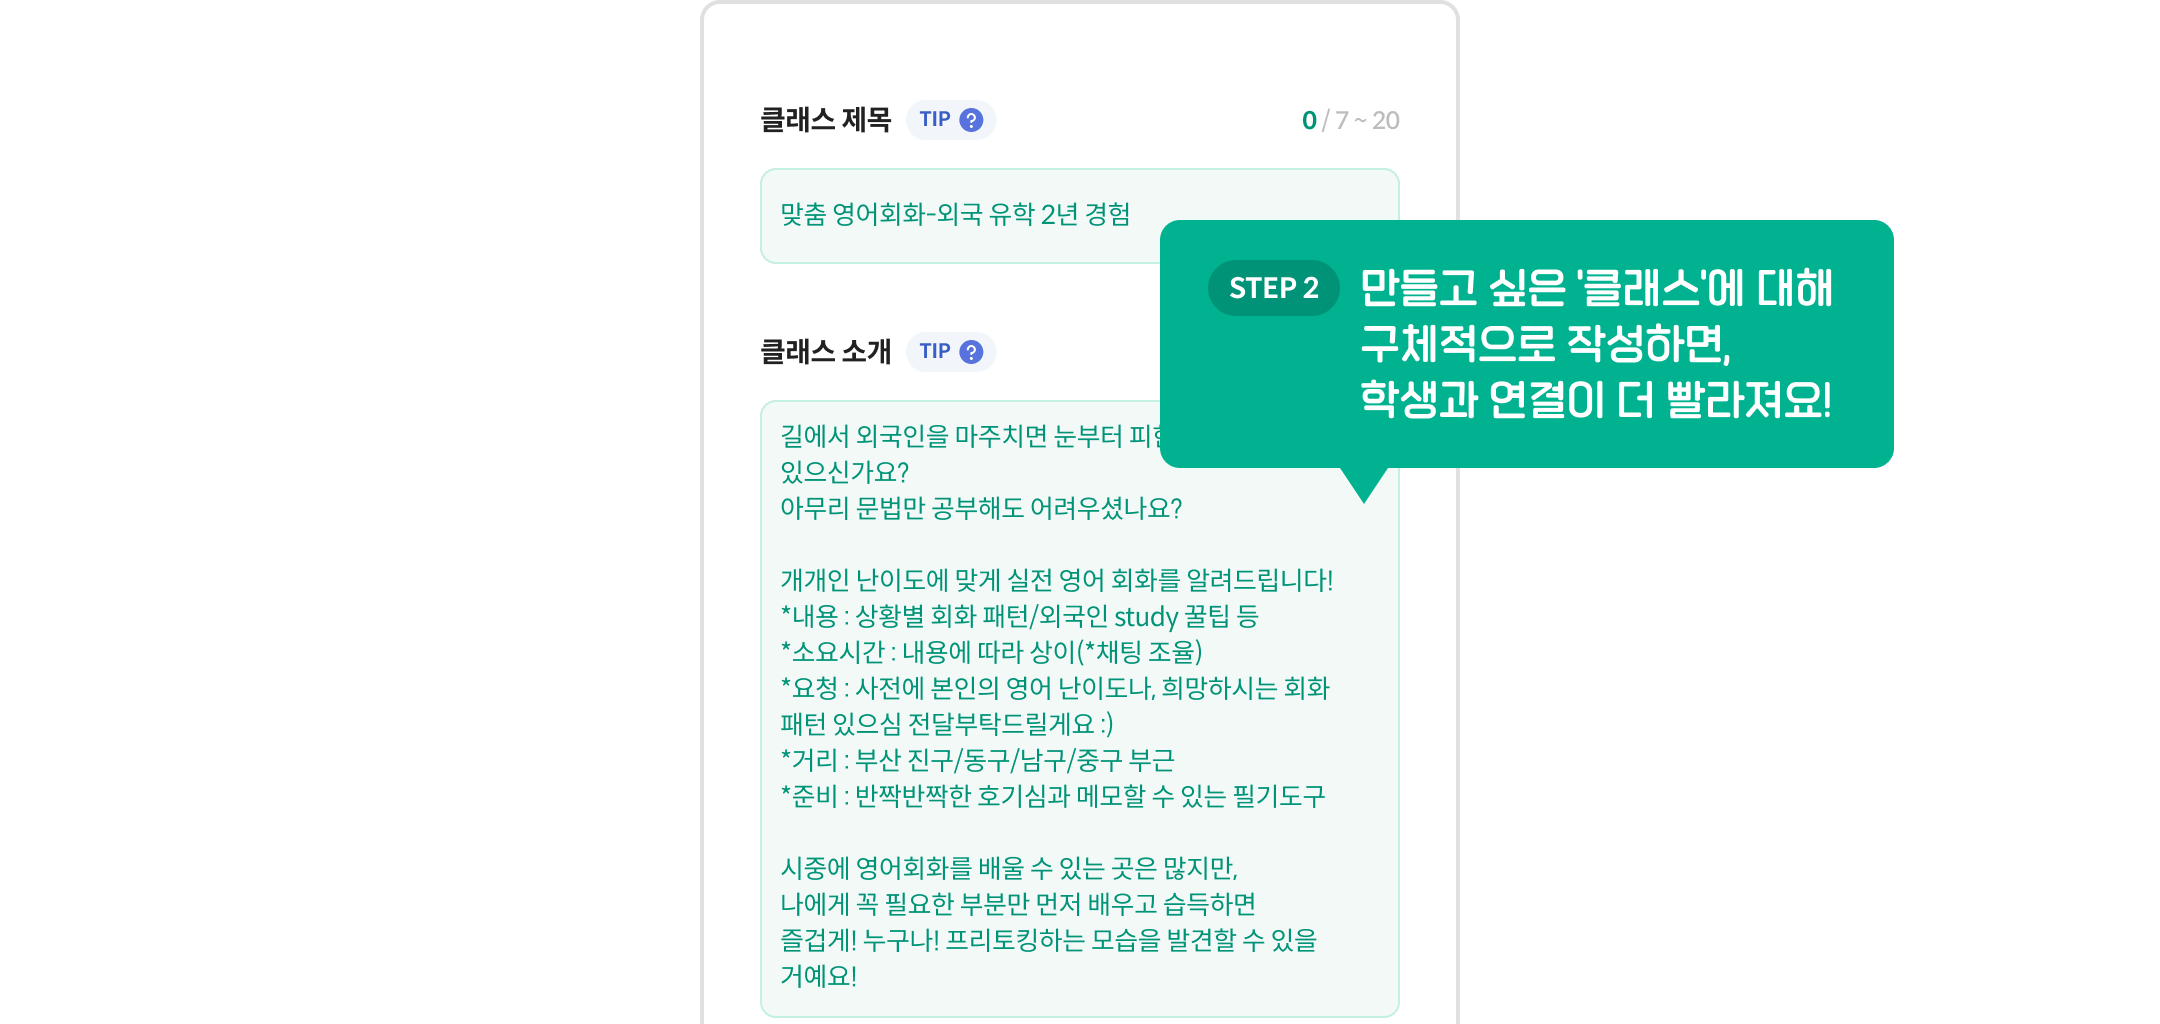 클래스 제목 TIP ?
0 / 7 ~ 20
맞춤 영어회화-외국 유학 2년 경험
STEP 2 만들고 싶은 '클래스'에 대해
구체적으로 작성하면,
학생과 연결이 더 빨라져요!
클래스 소개 TIP ?
길에서 외국인을 마주치면 눈부터
있으신가요?
아무리 문법만 공부해도 어려우셨나요?
개개인 난이도에 맞게 실전 영어 회화를 알려드립니다!
*내용 : 상황별 회화 패턴/외국인 study 꿀팁 등
*소요시간 : 내용에 따라 상이(*채팅 조율)
*요청 : 사전에 본인의 영어 난이도나, 희망하시는 회화
패턴 있으심 전달부탁드릴게요 :)
*거리 : 부산 진구/동구/남구/중구 부근
*준비 : 반짝반짝한 호기심과 메모할 수 있는 필기도구
시중에 영어회화를 배울 수 있는 곳은 많지만,
나에게 꼭 필요한 부분만 먼저 배우고 습득하면
즐겁게! 누구나! 프리토킹하는 모습을 발견할 수 있을
거예요!